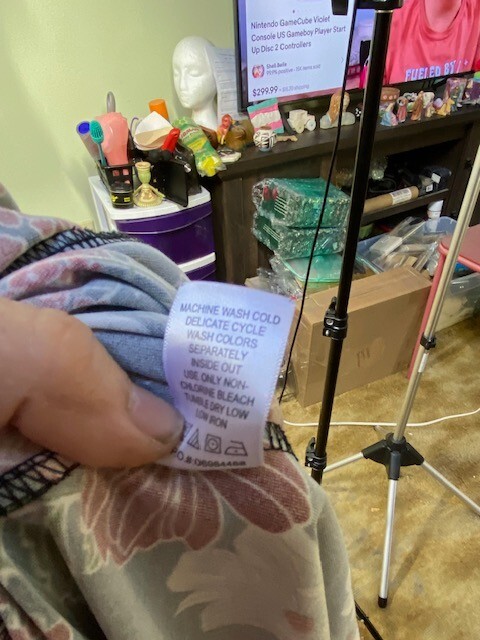 Nintendo GameCube Violet
Console US Gameboy Player Start
Up Disc 2 Controllers
$299.99
FUELED BY
MACHINE WASH COLD
DELICATE CYCLE
WASH COLORS
SEPARATELY
INSIDE OUT
USE ONLY NON-
CHLORINE BLEACH
TUMBLE DRY LOW
LOW IRON